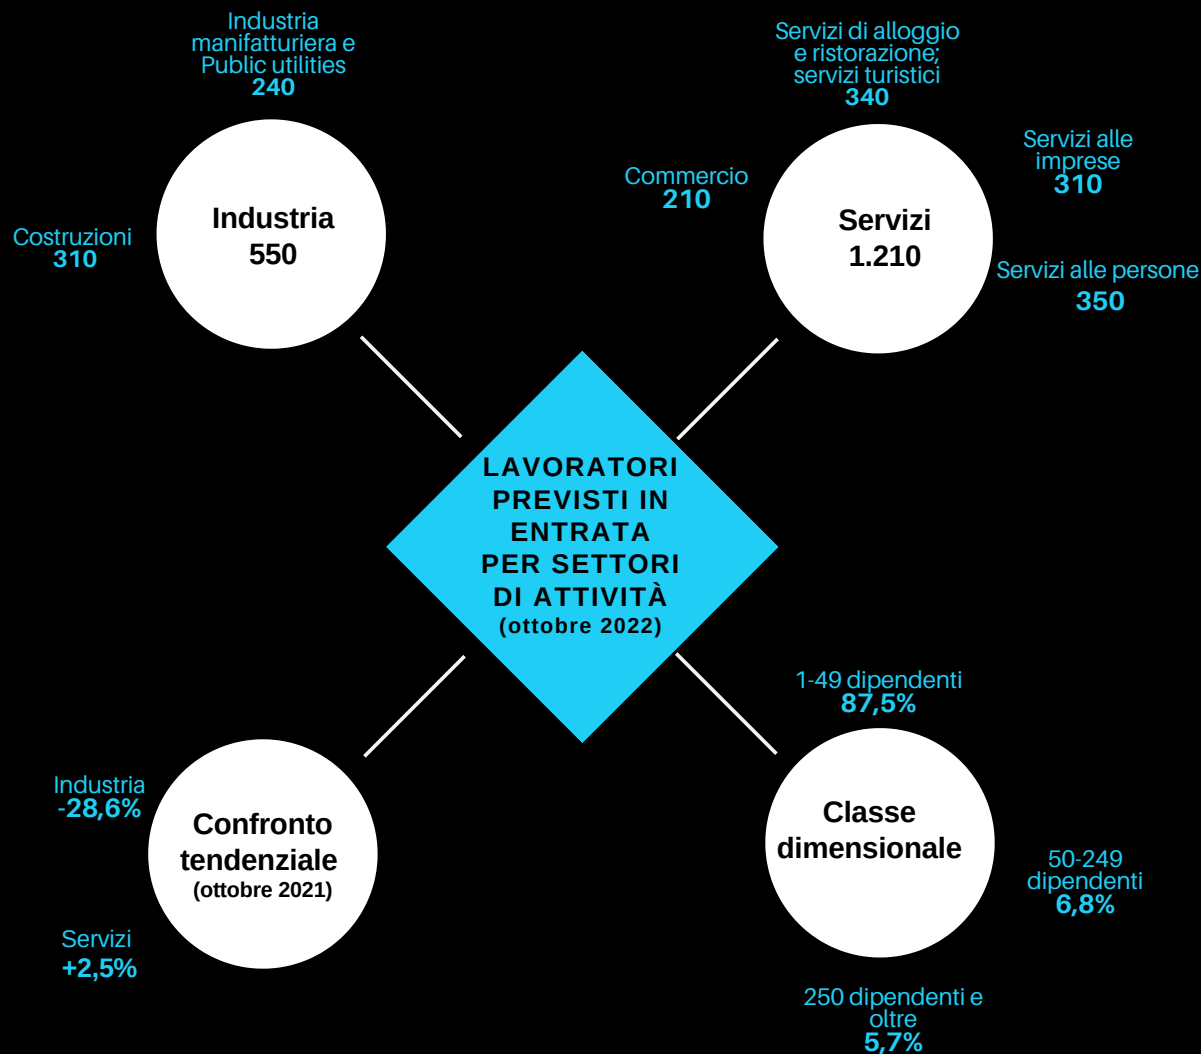 Industria
manifatturiera e
Public utilities
240
Costruzioni
310
Industria
550
Servizi di alloggio
e ristorazione;
servizi turistici
340
Commercio
210
Servizi alle
imprese
310
Servizi alle persone
350
Servizi
1.210
LAVORATORI
PREVISTI IN
ENTRATA
PER SETTORI
DI ATTIVITÀ
(ottobre 2022)
Industria
-28,6%
Servizi
+2,5%
Confronto
tendenziale
(ottobre 2021)
1-49 dipendenti
87,5%
Classe
dimensionale
50-249
dipendenti
6,8%
250 dipendenti e
oltre
5,7%